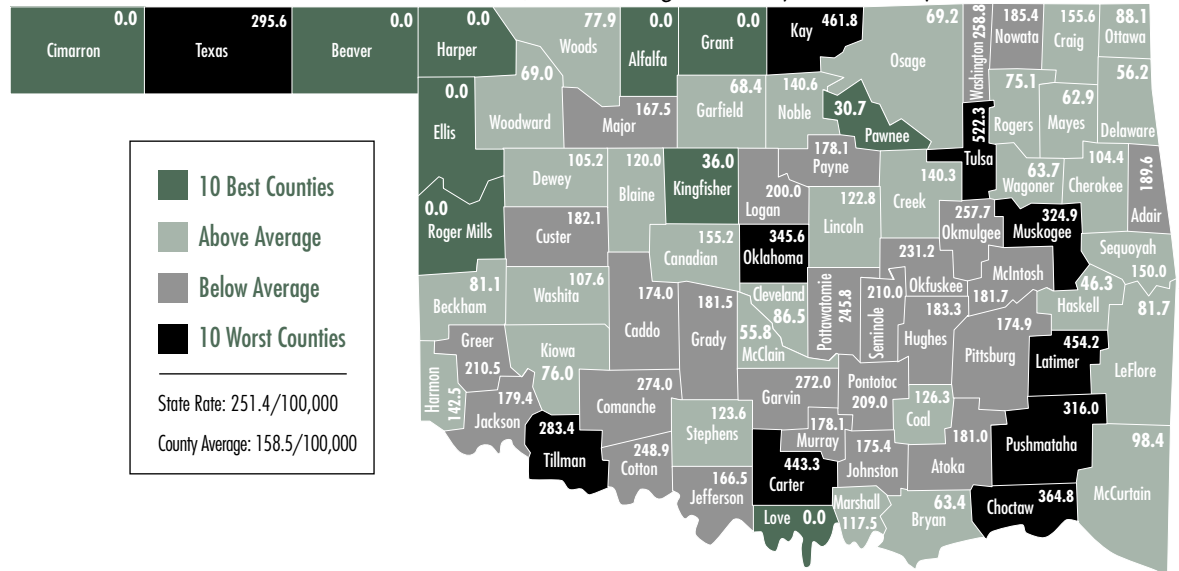 0.0 Cimarron
295.6 Texas
0.0 Beaver
0.0 Harper
77.9 Woods
0.0 Alfalfa
0.0 Grant
461.8 Kay
69.2 Osage
Washington 258.8
185.4 Nowata
155.6 Craig
88.1 Ottawa
0.0 Ellis
69.0 Woodward
167.5 Major
68.4 Garfield
140.6 Noble
30.7 Pawnee
522.3 Tulsa
75.1 Rogers
62.9 Mayes
56.2 Delaware
10 Best Counties
Above Average
Below Average
10 Worst Counties
State Rate: 251.4/100,000
County Average: 158.5/100,000
0.0 Roger Mills
105.2 Dewey
120.0 Blaine
36.0 Kingfisher
200.0 Logan
178.1 Payne
122.8 Lincoln
140.3 Creek
63.7 Wagoner
104.4 Cherokee
189.6 Adair
182.1 Custer
155.2 Canadian
345.6 Oklahoma
257.7 Okmulgee
324.9 Muskogee
Sequoyah 150.0
81.1 Beckham
107.6 Washita
174.0 Caddo
181.5 Grady
Cleveland 86.5
55.8 McClain
Pottawatomie 245.8
Seminole 210.0
231.2 Okfuskee
183.3 Hughes
McIntosh 181.7
46.3 Haskell
81.7 LeFlore
Greer 210.5
Harmon 142.5
179.4 Jackson
Kiowa 76.0
274.0 Comanche
272.0 Garvin
Pontotoc 209.0
174.9 Pittsburg
454.2 Latimer
283.4 Tillman
248.9 Cotton
123.6 Stephens
178.1 Murray
175.4 Johnston
126.3 Coal
181.0 Atoka
316.0 Pushmataha
98.4 McCurtain
166.5 Jefferson
443.3 Carter
Love 0.0
Marshall 117.5
63.4 Bryan
Choctaw 364.8